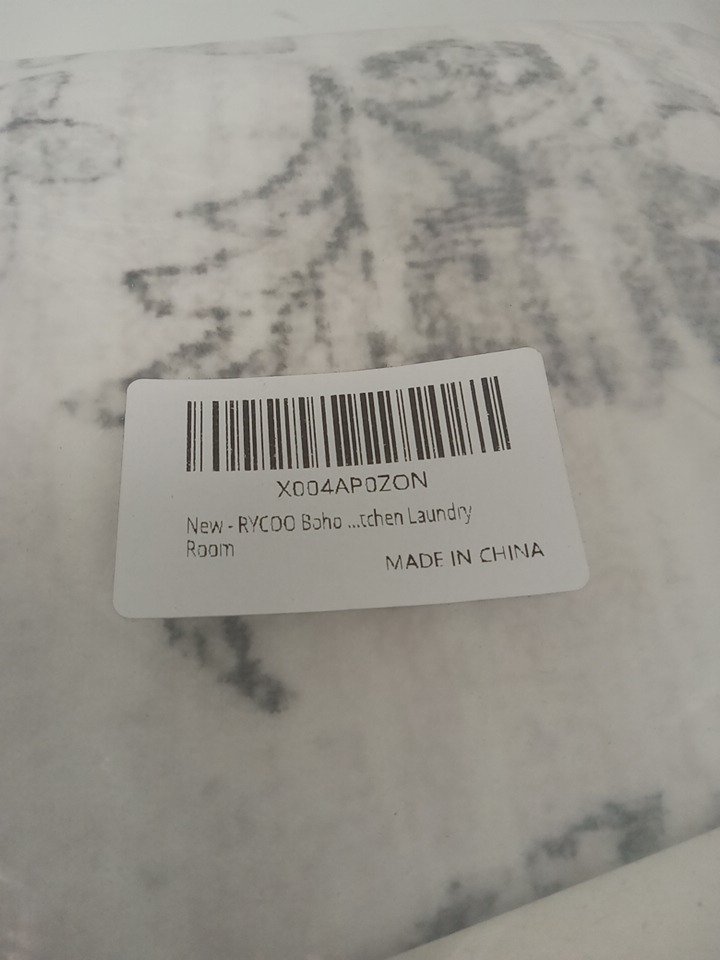 X004AP0ZON
New - RYCOO Boho ...tchen Laundry
Room
MADE IN CHINA